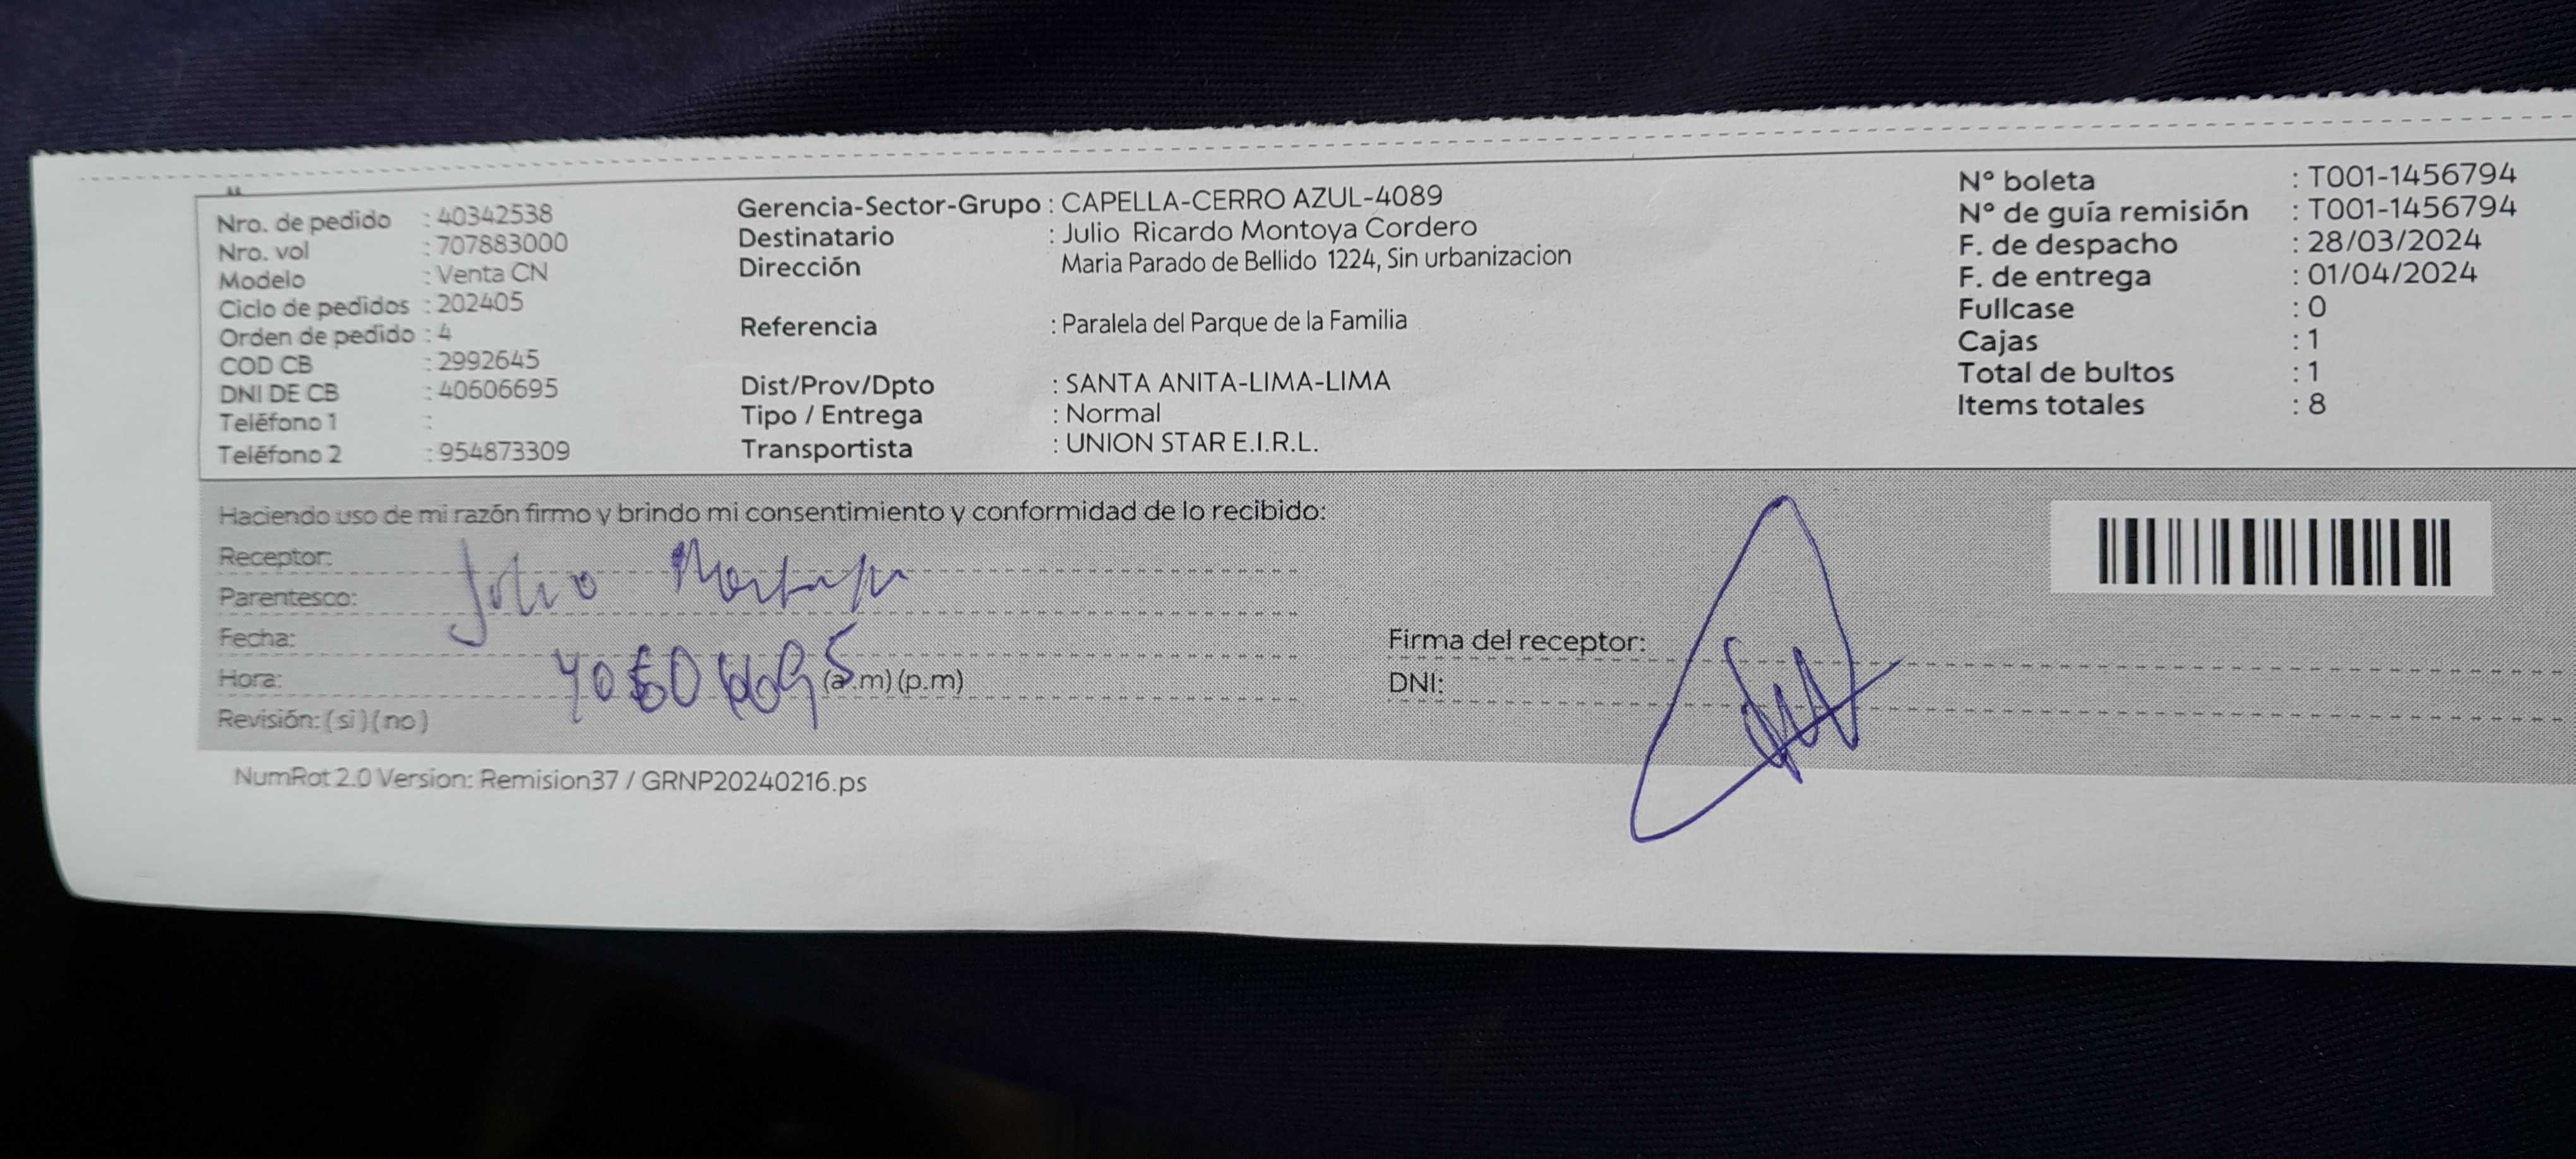 Nro. de pedido : 40342538
Nro. vol : 707883000
Modelo : Venta CN
Ciclo de pedidos : 202405
Orden de pedido : 4
COD CB : 2992645
DNI DE CB : 40606695
Teléfono 1 :
Teléfono 2 : 954873309
Gerencia-Sector-Grupo : CAPELLA-CERRO AZUL-4089
Destinatario : Julio Ricardo Montoya Cordero
Dirección Maria Parado de Bellido 1224, Sin urbanizacion
Referencia : Paralela del Parque de la Familia
Dist/Prov/Dpto : SANTA ANITA-LIMA-LIMA
Tipo / Entrega : Normal
Transportista : UNION STAR E.I.R.L.
N° boleta : T001-1456794
N° de guía remisión : T001-1456794
F. de despacho : 28/03/2024
F. de entrega : 01/04/2024
Fullcase : 0
Cajas : 1
Total de bultos : 1
Items totales : 8
Haciendo uso de mi razón firmo y brindo mi consentimiento y conformidad de lo recibido:
Receptor: Julio Montoya
Parentesco:
Fecha:
Hora: (a.m) (p.m)
Revisión: ( si ) ( no )
Firma del receptor:
DNI:
NumRot 2.0 Version: Remision37 / GRNP20240216.ps